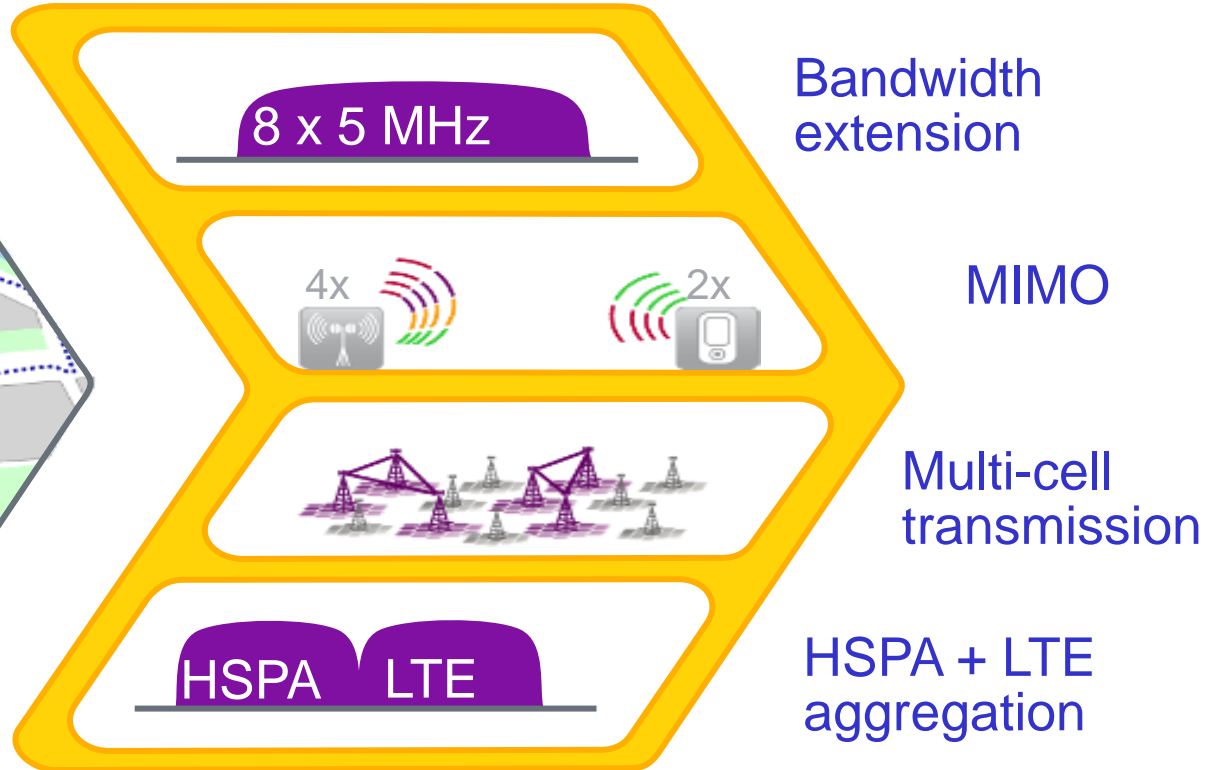 8 x 5 MHz
Bandwidth
extension
4x
2x
MIMO
Multi-cell
transmission
HSPA
LTE
HSPA + LTE
aggregation